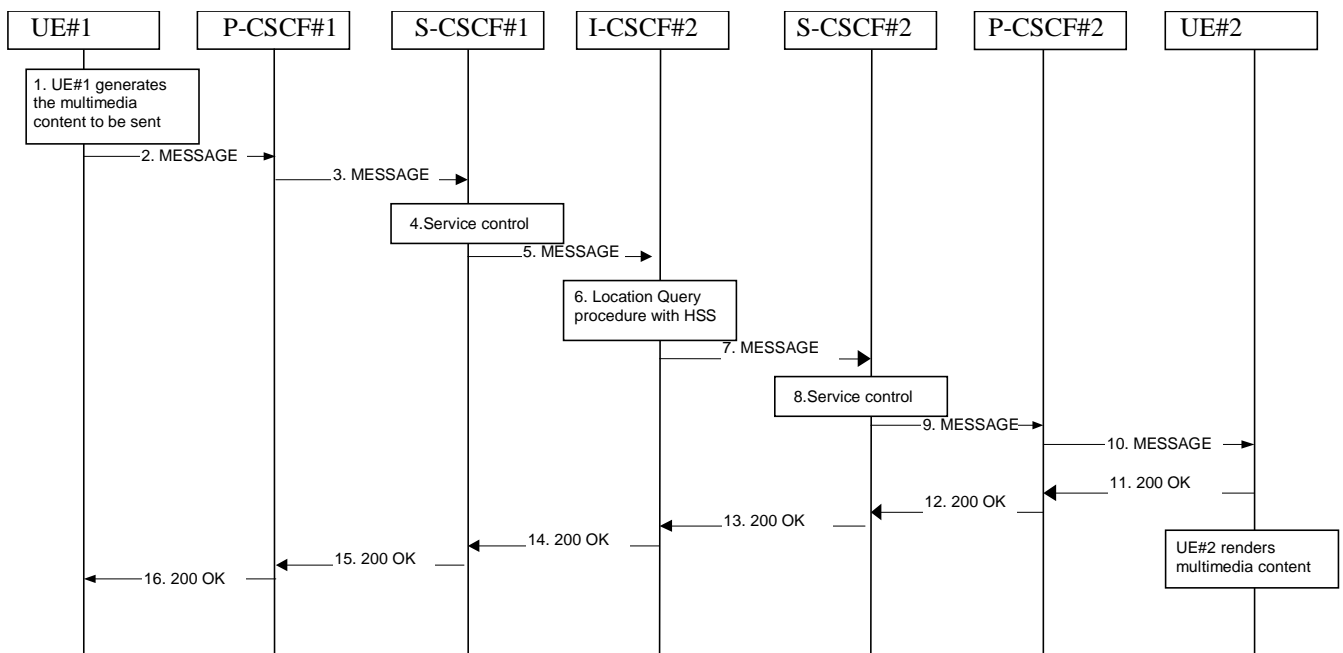 UE#1
P-CSCF#1
S-CSCF#1
I-CSCF#2
S-CSCF#2
P-CSCF#2
UE#2
1. UE#1 generates
the multimedia
content to be sent
2. MESSAGE
3. MESSAGE
4.Service control
5. MESSAGE
6. Location Query
procedure with HSS
7. MESSAGE
8.Service control
9. MESSAGE
10. MESSAGE
11. 200 OK
12. 200 OK
13. 200 OK
14. 200 OK
15. 200 OK
16. 200 OK
UE#2 renders
multimedia content